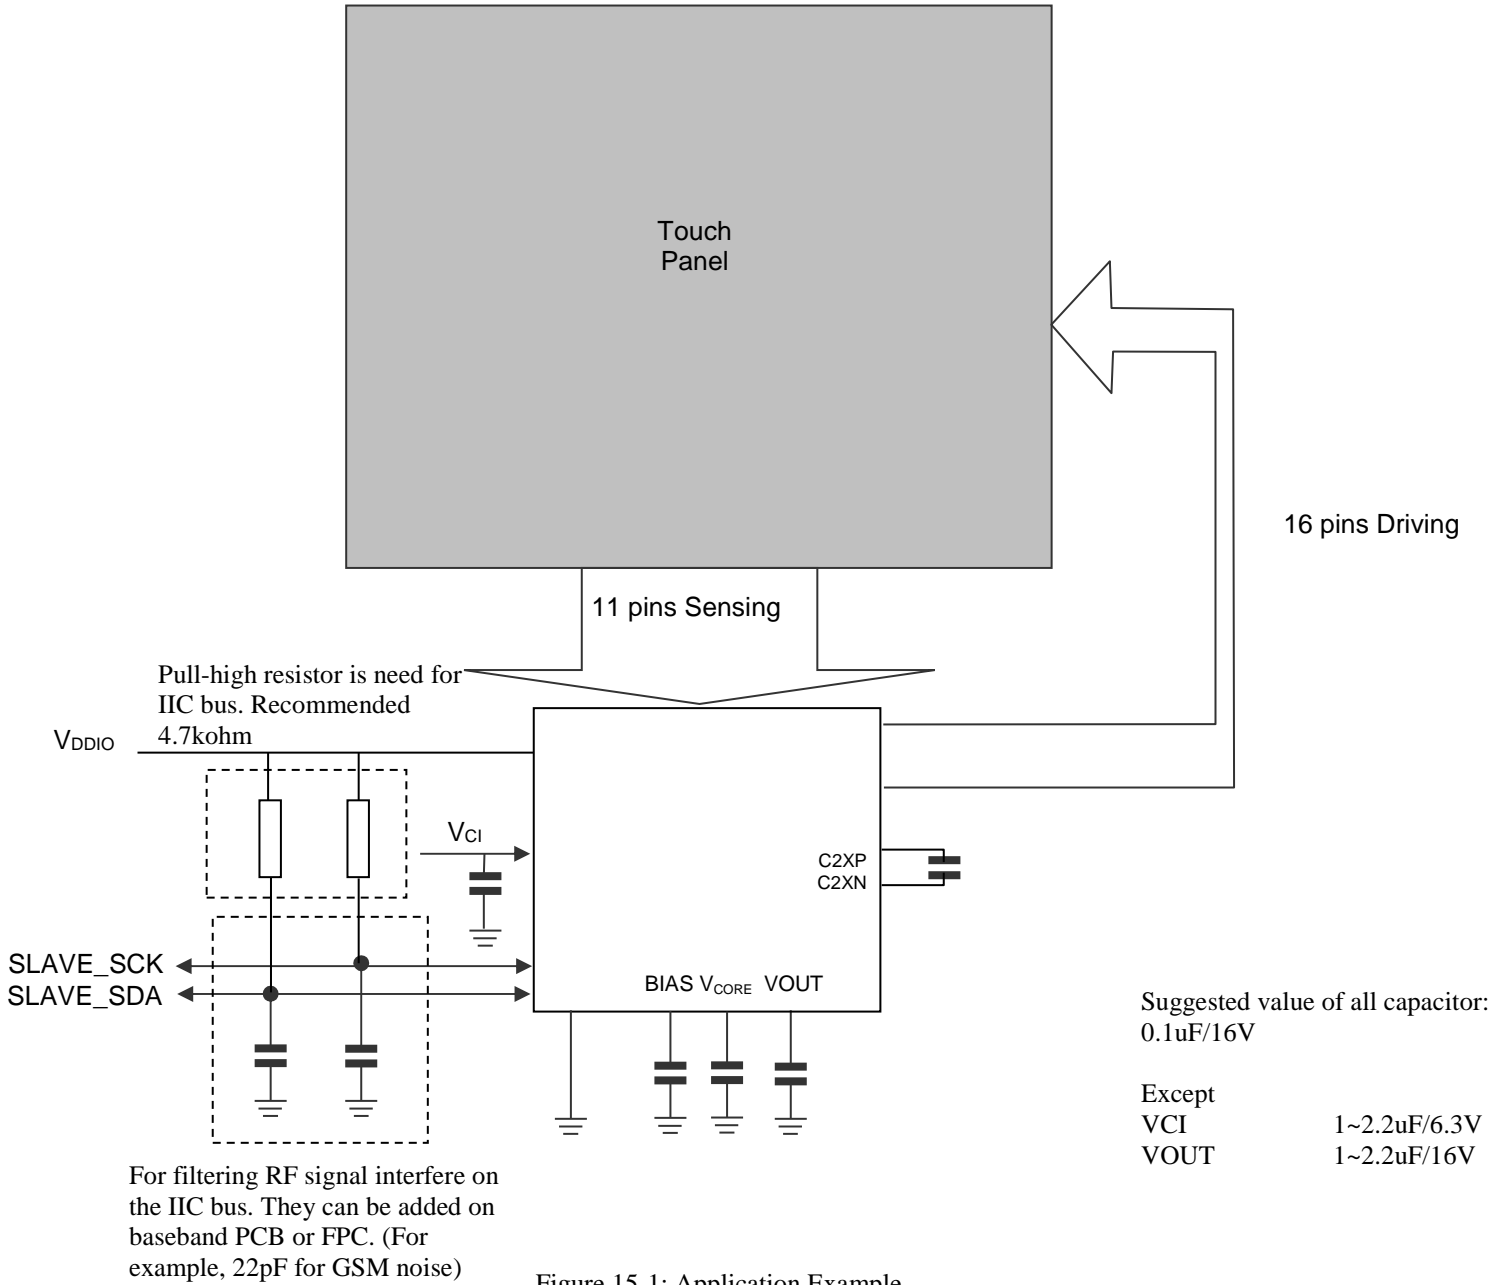 Touch
Panel
16 pins Driving
11 pins Sensing
Pull-high resistor is need for
IIC bus. Recommended
4.7kohm
VDDIO
VCI
C2XP
C2XN
SLAVE_SCK
SLAVE_SDA
BIAS VCORE VOUT
Suggested value of all capacitor:
0.1uF/16V
Except
VCI 1~2.2uF/6.3V
VOUT 1~2.2uF/16V
For filtering RF signal interfere on
the IIC bus. They can be added on
baseband PCB or FPC. (For
example, 22pF for GSM noise)
Figure 15-1: Application Example